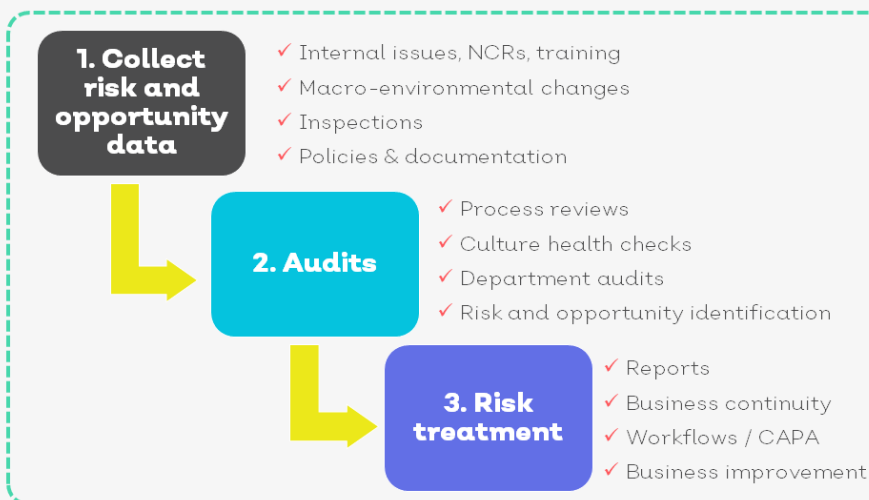 1. Collect
risk and
opportunity
data
Internal issues, NCRs, training
Macro-environmental changes
Inspections
Policies & documentation
2. Audits
Process reviews
Culture health checks
Department audits
Risk and opportunity identification
3. Risk
treatment
Reports
Business continuity
Workflows / CAPA
Business improvement